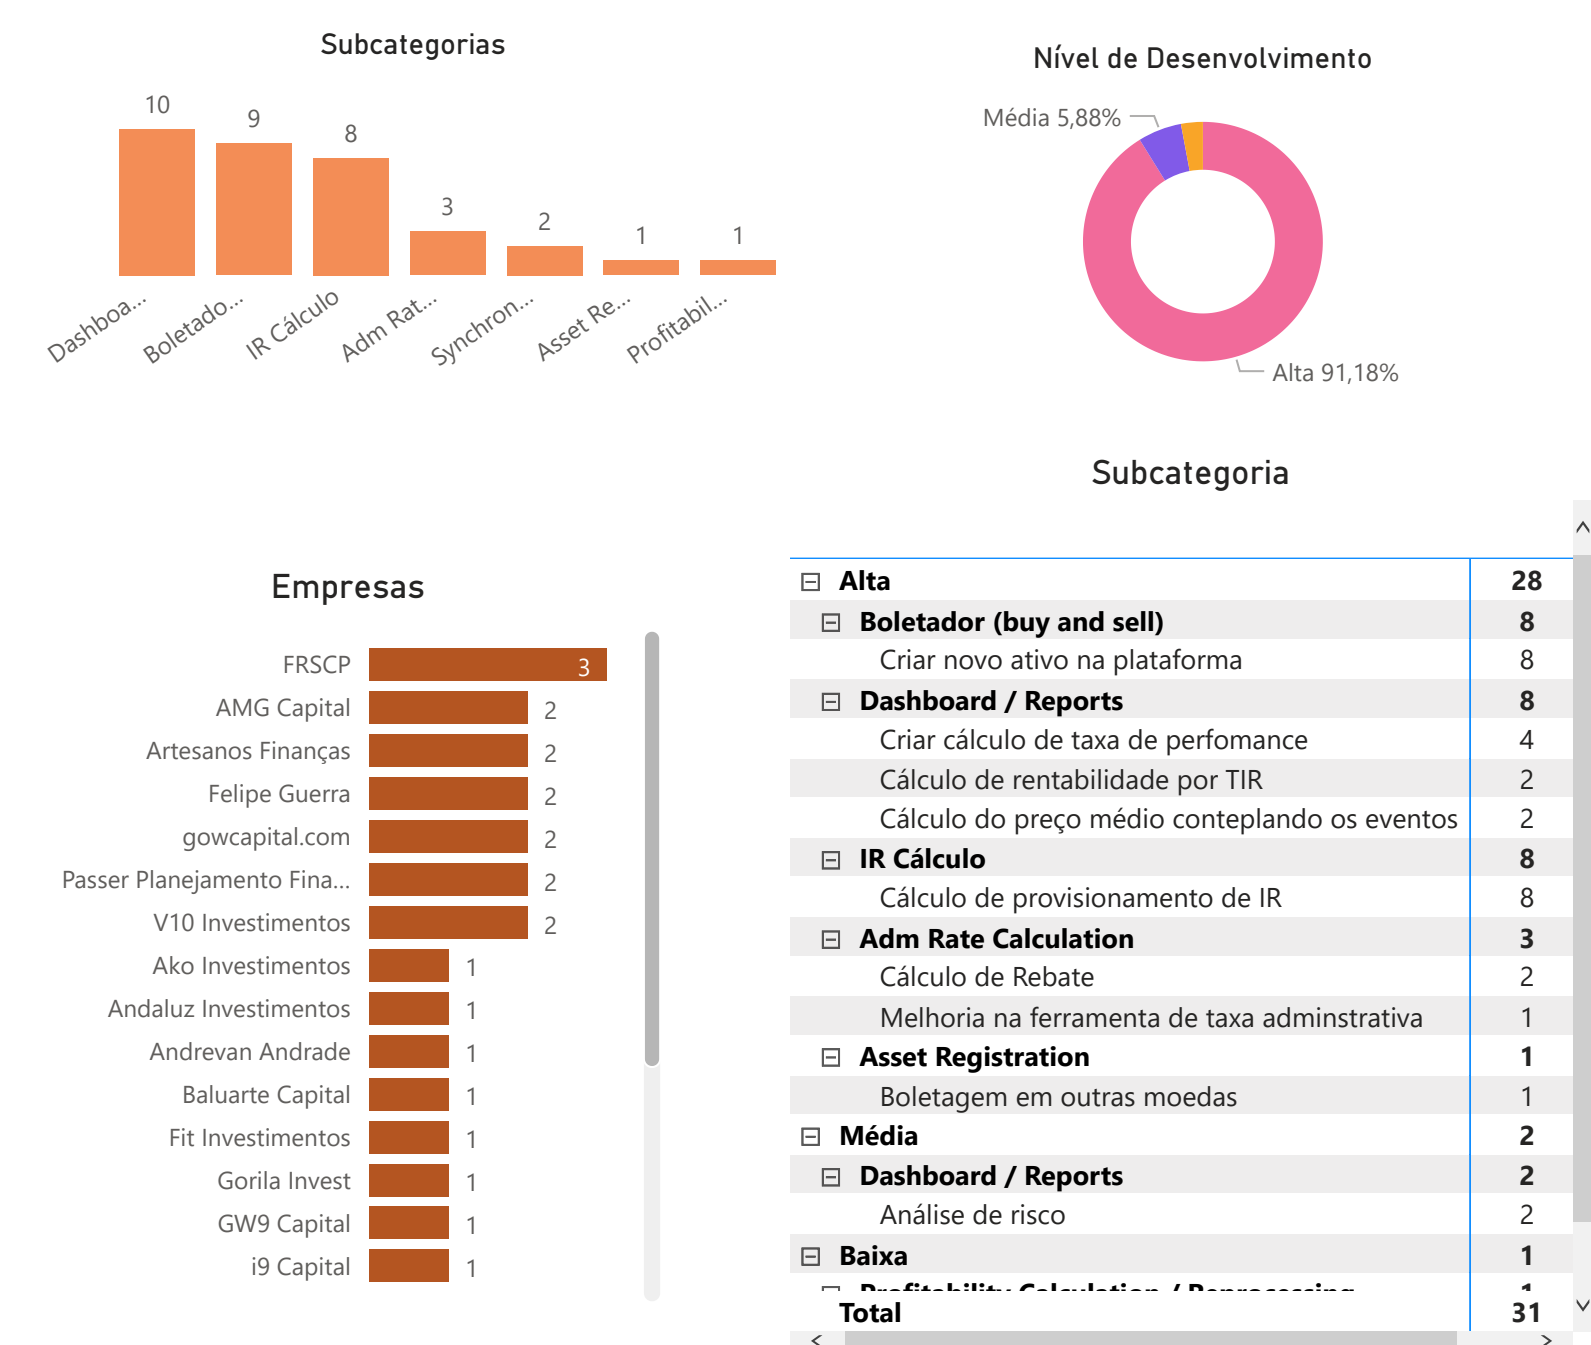 Subcategorias
10
9
8
3
2
1
1
Dashboa...
Boletado...
IR Cálculo
Adm Rat...
Synchron...
Asset Re...
Profitabil...
Nível de Desenvolvimento
Média 5,88%
Alta 91,18%
Empresas
FRSCP 3
AMG Capital 2
Artesanos Finanças 2
Felipe Guerra 2
gowcapital.com 2
Passer Planejamento Fina... 2
V10 Investimentos 2
Ako Investimentos 1
Andaluz Investimentos 1
Andrevan Andrade 1
Baluarte Capital 1
Fit Investimentos 1
Gorila Invest 1
GW9 Capital 1
i9 Capital 1
Subcategoria
Alta 28
Boletador (buy and sell) 8
Criar novo ativo na plataforma 8
Dashboard / Reports 8
Criar cálculo de taxa de perfomance 4
Cálculo de rentabilidade por TIR 2
Cálculo do preço médio conteplando os eventos 2
IR Cálculo 8
Cálculo de provisionamento de IR 8
Adm Rate Calculation 3
Cálculo de Rebate 2
Melhoria na ferramenta de taxa adminstrativa 1
Asset Registration 1
Boletagem em outras moedas 1
Média 2
Dashboard / Reports 2
Análise de risco 2
Baixa 1
Profitability Calculation / Reprocessing 1
Total 31